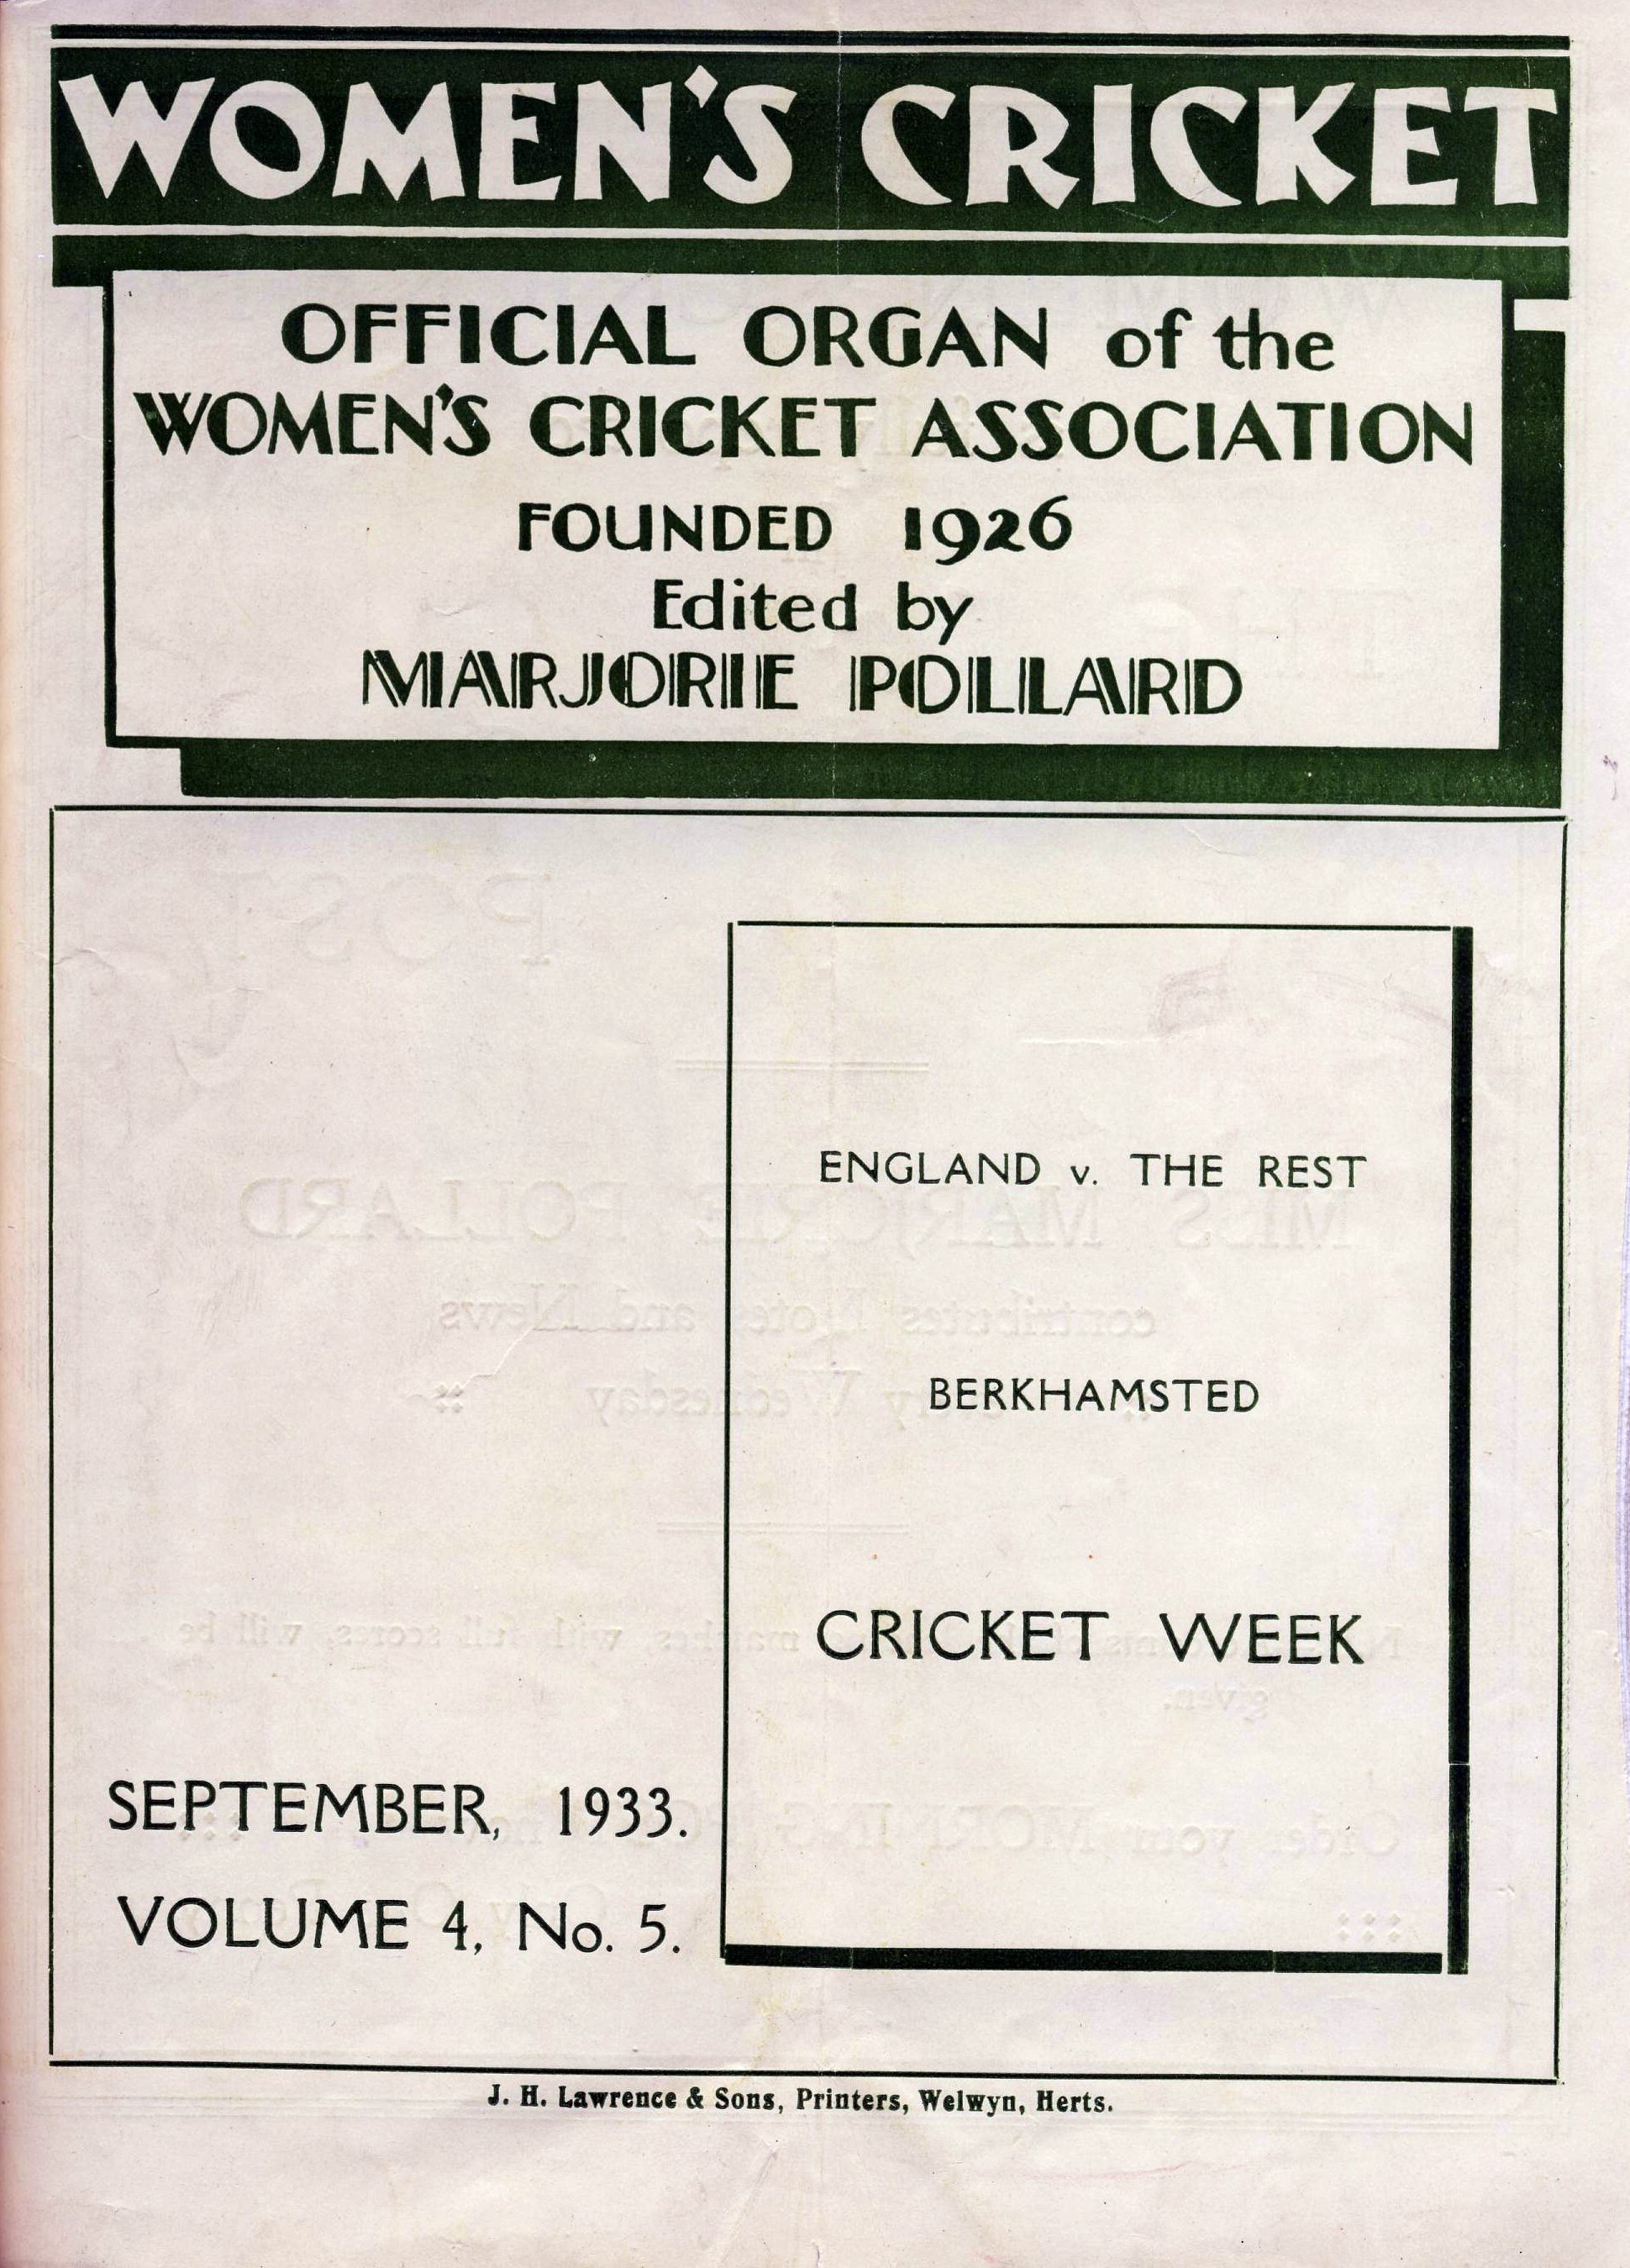 WOMEN'S CRICKET
OFFICIAL ORGAN of the
WOMEN'S CRICKET ASSOCIATION
FOUNDED 1926
Edited by
MARJORIE POLLARD
ENGLAND v. THE REST
BERKHAMSTED
CRICKET WEEK
SEPTEMBER, 1933.
VOLUME 4, No. 5.
J. H. Lawrence & Sons, Printers, Welwyn, Herts.